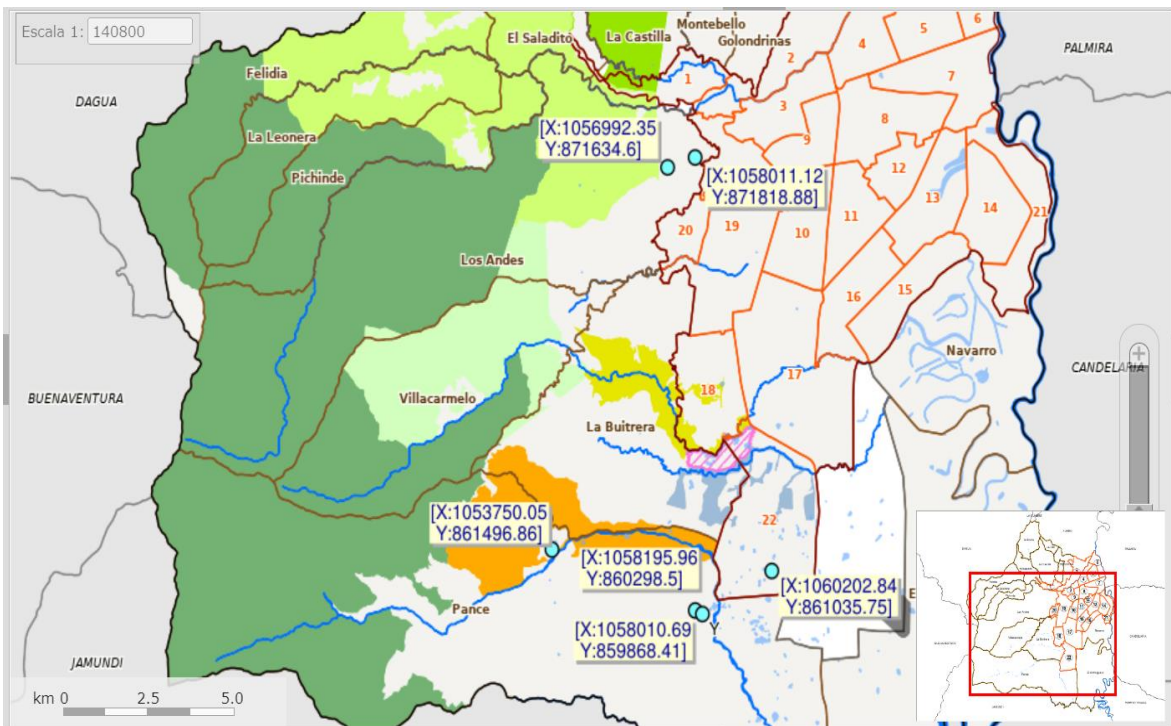 Escala 1: 140800
Montebello
El Saladito
La Castilla
Golondrinas
PALMIRA
DAGUA
Felidia
La Leonera
Pichinde
1
2
3
4
5
6
7
8
9
10
11
12
13
14
21
[X:1056992.35
Y:871634.6]
[X:1058011.12
Y:871818.88]
20
19
Los Andes
16
15
Navarro
CANDELARIA
BUENAVENTURA
Villacarmelo
18
17
La Buitrera
[X:1053750.05
Y:861496.86]
22
[X:1058195.96
Y:860298.5]
[X:1060202.84
Y:861035.75]
E
Pance
Y
[X:1058010.69
Y:859868.41]
JAMUNDI
km 0 2.5 5.0